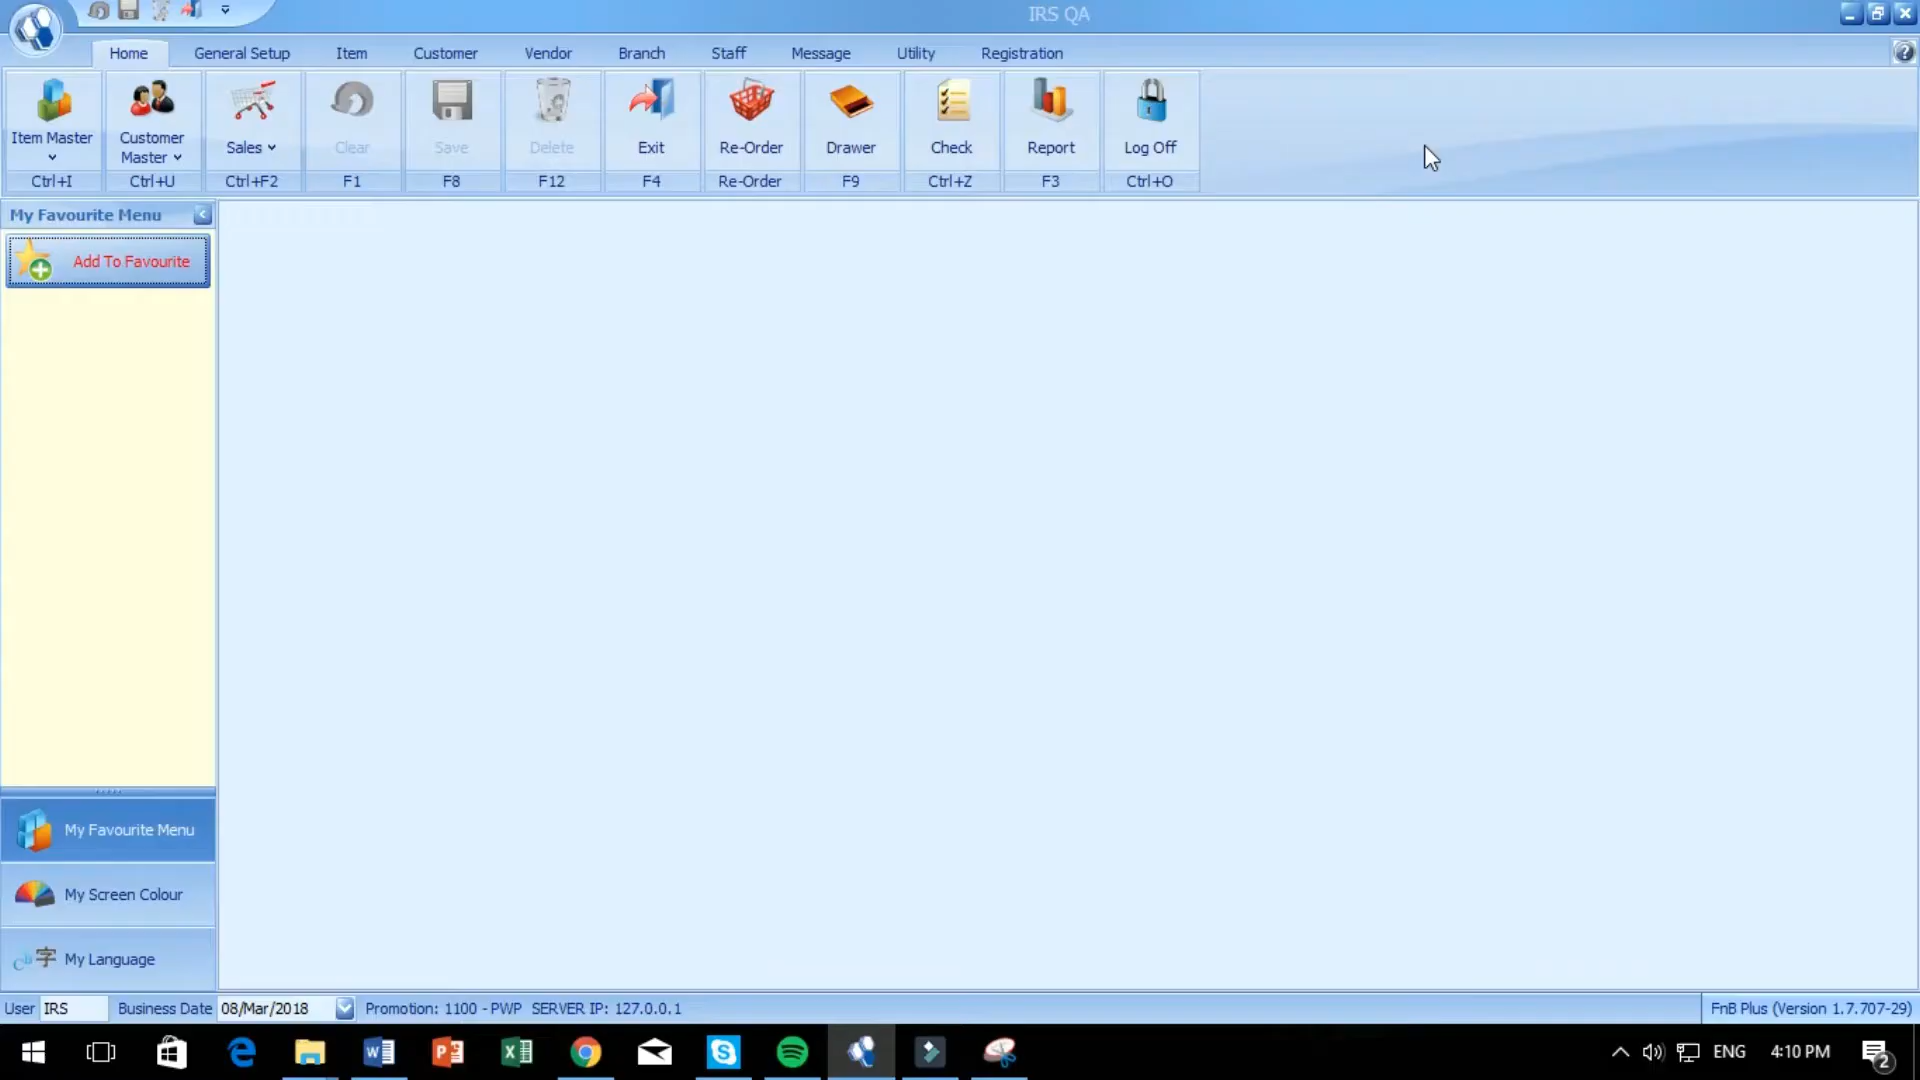 IRS QA
Home General Setup Item Customer Vendor Branch Staff Message Utility Registration
Item Master Customer Master Sales Clear Save Delete Exit Re-Order Drawer Check Report Log Off
Ctrl+I Ctrl+U Ctrl+F2 F1 F8 F12 F4 Re-Order F9 Ctrl+Z F3 Ctrl+O
My Favourite Menu
Add To Favourite
My Favourite Menu
My Screen Colour
字 My Language
User IRS Business Date 08/Mar/2018 Promotion: 1100 - PWP SERVER IP: 127.0.0.1 FnB Plus (Version 1.7.707-29)
ENG 4:10 PM 2